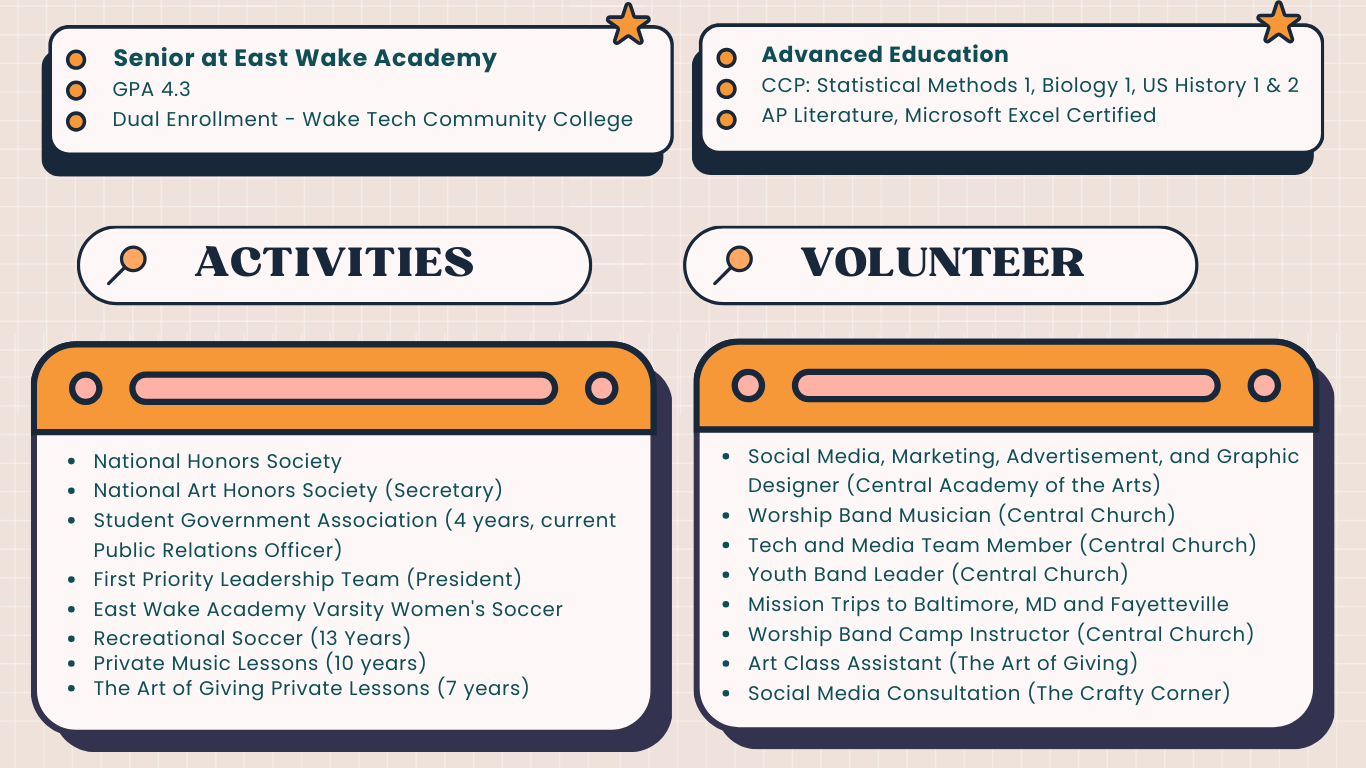 Senior at East Wake Academy
GPA 4.3
Dual Enrollment - Wake Tech Community College
Advanced Education
CCP: Statistical Methods 1, Biology 1, US History 1 & 2
AP Literature, Microsoft Excel Certified
ACTIVITIES
National Honors Society
National Art Honors Society (Secretary)
Student Government Association (4 years, current
Public Relations Officer)
First Priority Leadership Team (President)
East Wake Academy Varsity Women's Soccer
Recreational Soccer (13 Years)
Private Music Lessons (10 years)
The Art of Giving Private Lessons (7 years)
VOLUNTEER
Social Media, Marketing, Advertisement, and Graphic
Designer (Central Academy of the Arts)
Worship Band Musician (Central Church)
Tech and Media Team Member (Central Church)
Youth Band Leader (Central Church)
Mission Trips to Baltimore, MD and Fayetteville
Worship Band Camp Instructor (Central Church)
Art Class Assistant (The Art of Giving)
Social Media Consultation (The Crafty Corner)